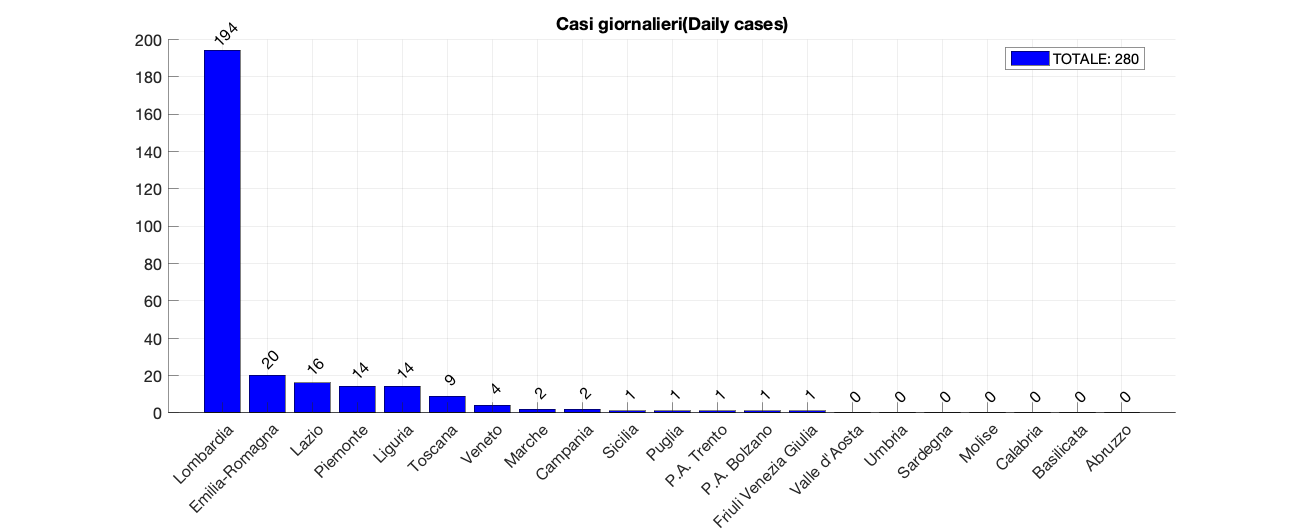 Casi giornalieri(Daily cases)
TOTALE: 280
200
180
160
140
120
100
80
60
40
20
0
194
20
16
14
14
9
4
2
2
1
1
1
1
1
0
0
0
0
0
0
0
Lombardia
Emilia-Romagna
Lazio
Piemonte
Liguria
Toscana
Veneto
Marche
Campania
Sicilia
Puglia
P.A. Trento
P.A. Bolzano
Friuli Venezia Giulia
Valle d'Aosta
Umbria
Sardegna
Molise
Calabria
Basilicata
Abruzzo